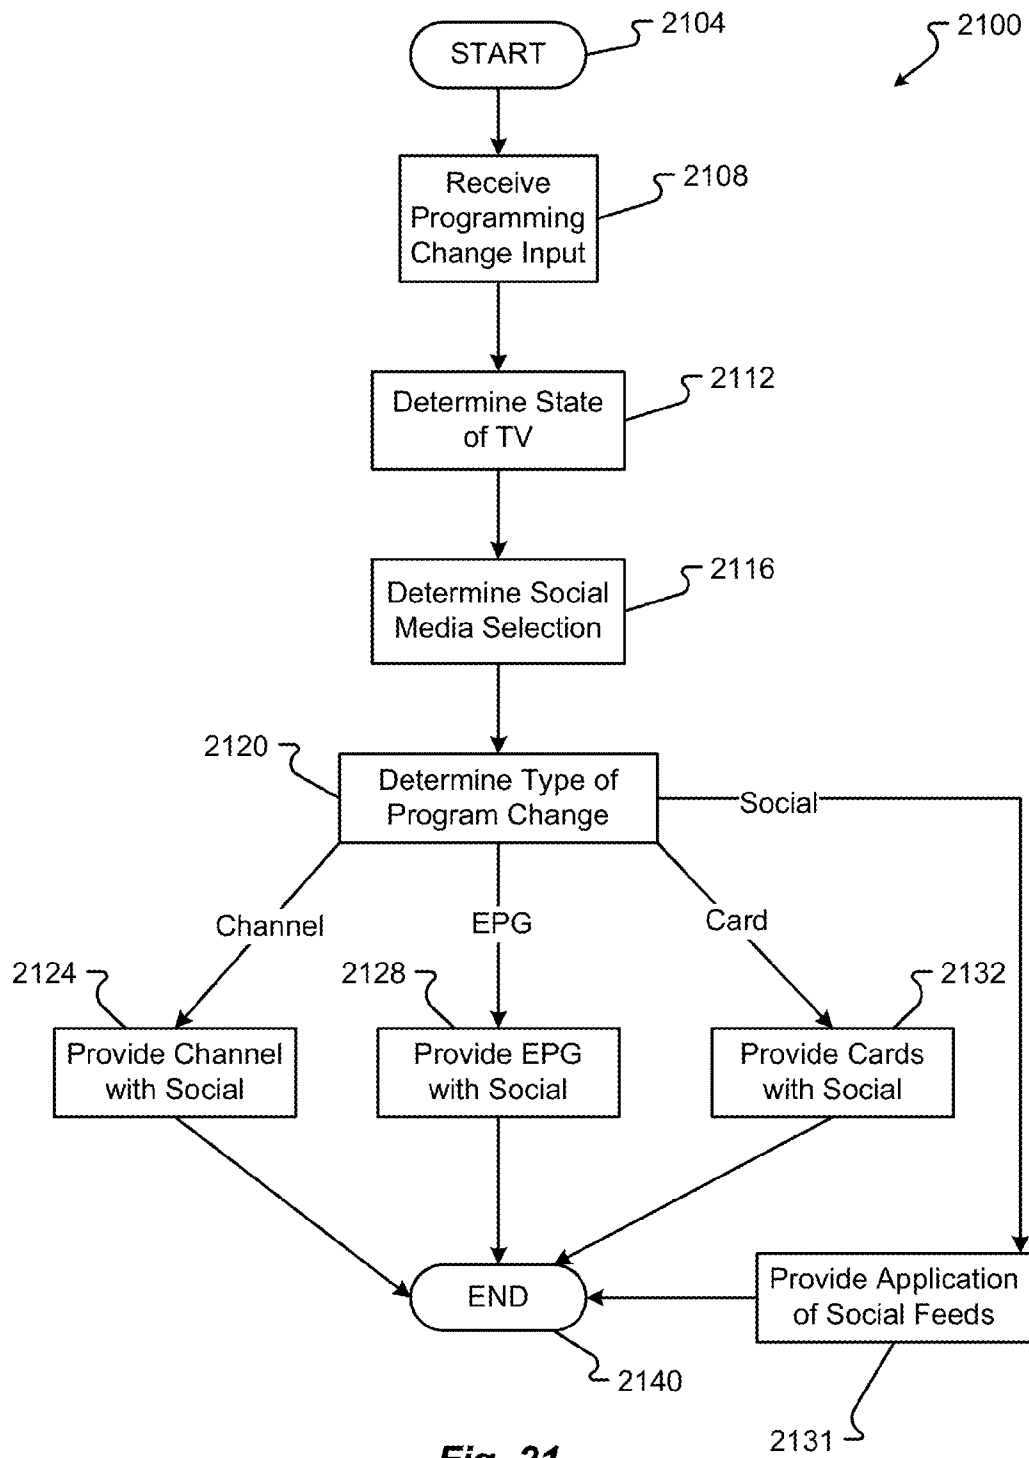 START
2104
2100
Receive
Programming
Change Input
2108
Determine State
of TV
2112
Determine Social
Media Selection
2116
2120
Determine Type of
Program Change
Social
Channel
EPG
Card
2124
2128
2132
Provide Channel
with Social
Provide EPG
with Social
Provide Cards
with Social
END
Provide Application
of Social Feeds
2140
2131
Fig. 21